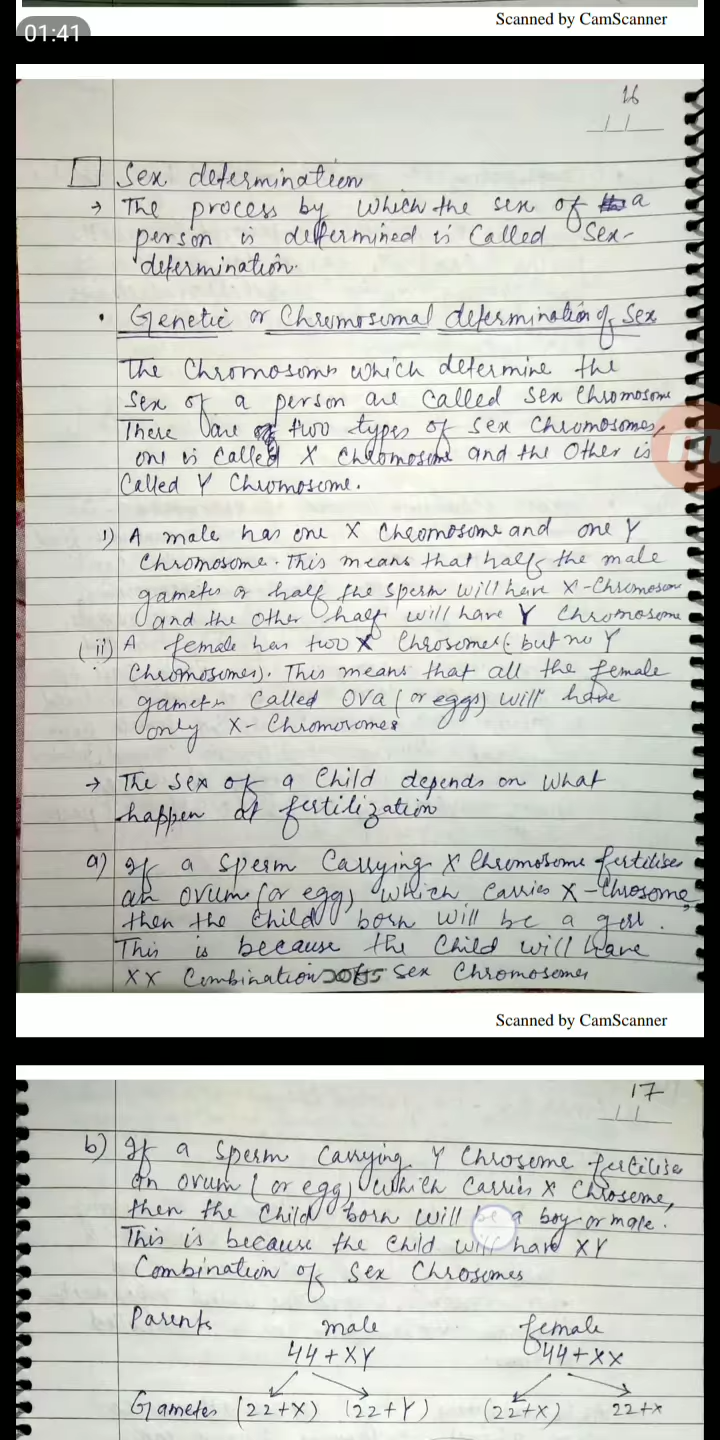 Scanned by CamScanner
01:41
16
Sex determination
→ The process by which the sex of a
person is determined is called Sex-
determination.
• Genetic or Chromosomal determination of Sex
The Chromosomes which determine the
Sex of a person are called sex Chromosome
There are two types of sex Chromosomes,
one is called X Chromosome and the Other is
Called Y Chromosome.
i) A male has one X Chromosome and one Y
Chromosome. This means that half the male
gametes or half the sperm will have X-Chromosom
and the other half will have Y Chromosome
(ii) A female has two X Chrosomes (but no Y
Chromosomes). This means that all the female
gametes called ova (or eggs) will have
only X-Chromosomes
→ The sex of a Child depends on what
happen at fertilization
a) If a sperm Carrying X Chromosome fertilises
an ovum (or egg) which carries X-Chrosome,
then the child born will be a girl.
This is because the child will have
XX Combination of sex Chromosomes
Scanned by CamScanner
17
b) If a sperm Carrying Y Chrosome fertilise
an ovum (or egg) which carries X Chrosome,
then the child born will be a boy or male.
This is because the child will have XY
Combination of Sex Chrosomes
Parents male female
44+XY 44+XX
Gametes (22+X) (22+Y) (22+X) 22+X